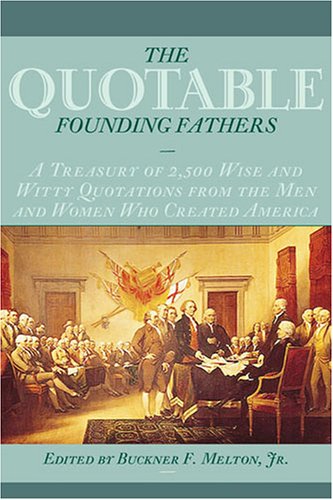 THE
QUOTABLE
FOUNDING FATHERS
A TREASURY OF 2,500 WISE AND
WITTY QUOTATIONS FROM THE MEN
AND WOMEN WHO CREATED AMERICA
EDITED BY BUCKNER F. MELTON, JR.